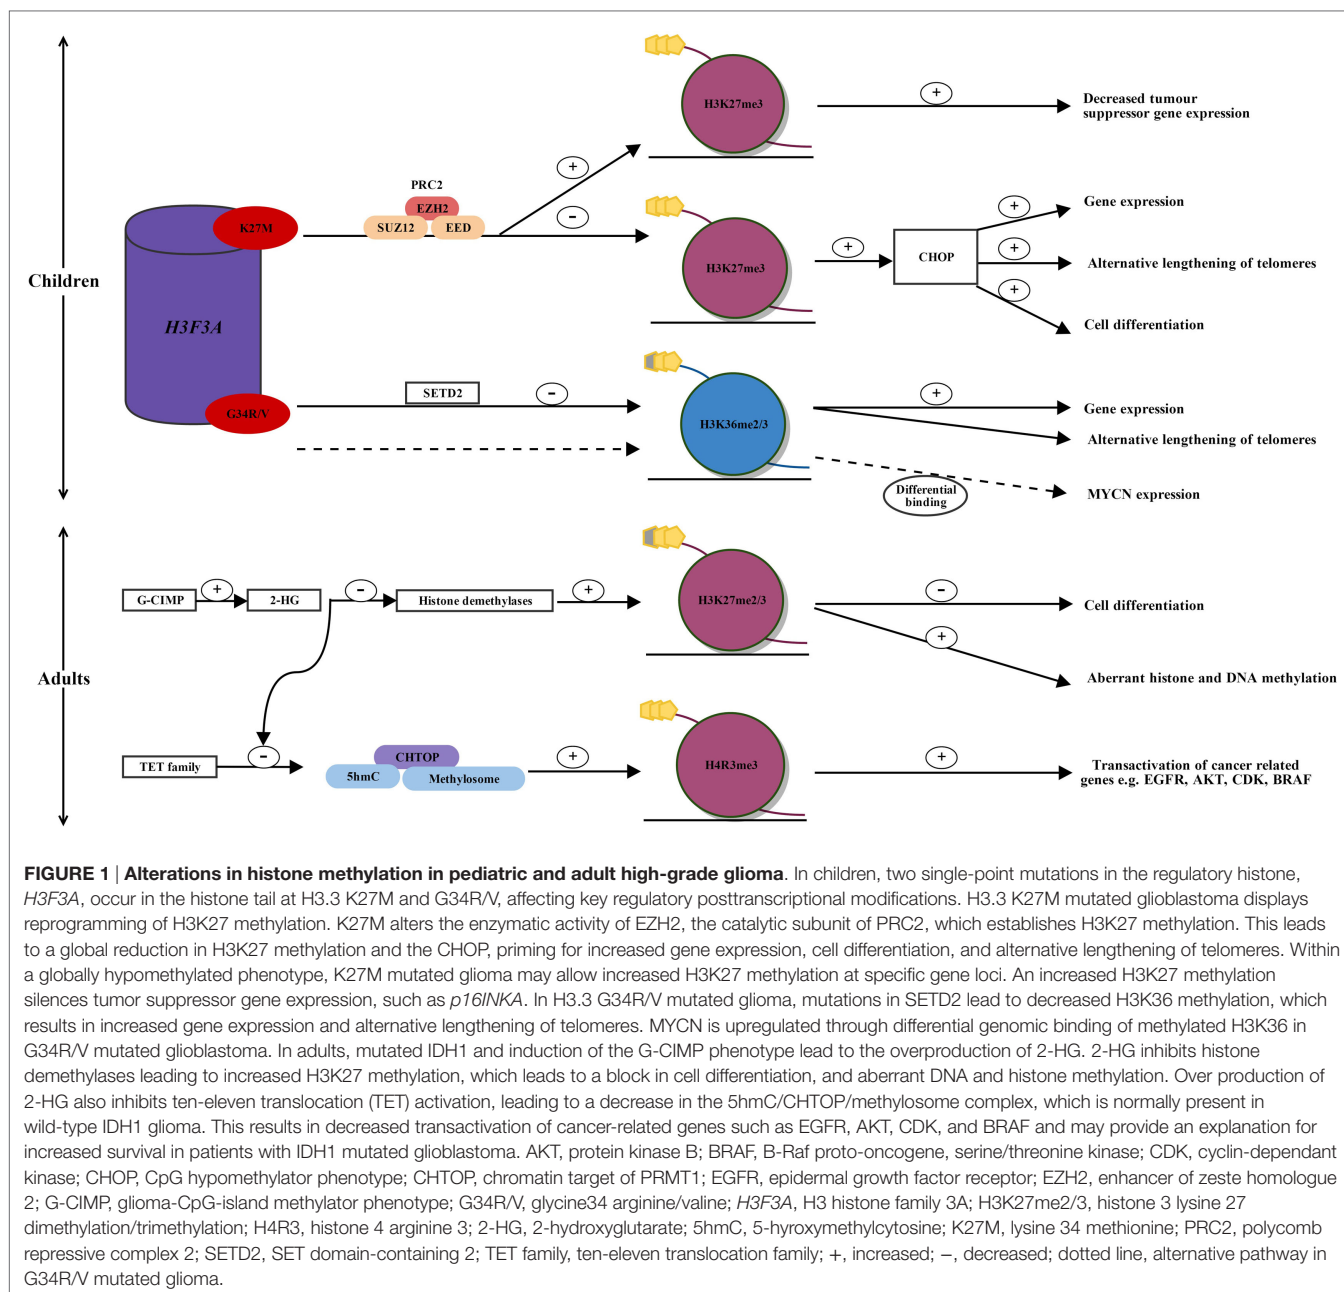 H3K27me3
+
Decreased tumour
suppressor gene expression
PRC2
+
EZH2
SUZ12
EED
-
K27M
H3K27me3
+
CHOP
+
Gene expression
+
Alternative lengthening of telomeres
+
Cell differentiation
Children
H3F3A
G34R/V
SETD2
-
H3K36me2/3
+
Gene expression
Alternative lengthening of telomeres
Differential
binding
MYCN expression
G-CIMP
+
2-HG
-
Histone demethylases
+
H3K27me2/3
-
Cell differentiation
+
Aberrant histone and DNA methylation
Adults
TET family
-
CHTOP
5hmC
Methylosome
+
H4R3me3
+
Transactivation of cancer related
genes e.g. EGFR, AKT, CDK, BRAF
FIGURE 1 | Alterations in histone methylation in pediatric and adult high-grade glioma. In children, two single-point mutations in the regulatory histone,
H3F3A, occur in the histone tail at H3.3 K27M and G34R/V, affecting key regulatory posttranscriptional modifications. H3.3 K27M mutated glioblastoma displays
reprogramming of H3K27 methylation. K27M alters the enzymatic activity of EZH2, the catalytic subunit of PRC2, which establishes H3K27 methylation. This leads
to a global reduction in H3K27 methylation and the CHOP, priming for increased gene expression, cell differentiation, and alternative lengthening of telomeres. Within
a globally hypomethylated phenotype, K27M mutated glioma may allow increased H3K27 methylation at specific gene loci. An increased H3K27 methylation
silences tumor suppressor gene expression, such as p16INKA. In H3.3 G34R/V mutated glioma, mutations in SETD2 lead to decreased H3K36 methylation, which
results in increased gene expression and alternative lengthening of telomeres. MYCN is upregulated through differential genomic binding of methylated H3K36 in
G34R/V mutated glioblastoma. In adults, mutated IDH1 and induction of the G-CIMP phenotype lead to the overproduction of 2-HG. 2-HG inhibits histone
demethylases leading to increased H3K27 methylation, which leads to a block in cell differentiation, and aberrant DNA and histone methylation. Over production of
2-HG also inhibits ten-eleven translocation (TET) activation, leading to a decrease in the 5hmC/CHTOP/methylosome complex, which is normally present in
wild-type IDH1 glioma. This results in decreased transactivation of cancer-related genes such as EGFR, AKT, CDK, and BRAF and may provide an explanation for
increased survival in patients with IDH1 mutated glioblastoma. AKT, protein kinase B; BRAF, B-Raf proto-oncogene, serine/threonine kinase; CDK, cyclin-dependant
kinase; CHOP, CpG hypomethylator phenotype; CHTOP, chromatin target of PRMT1; EGFR, epidermal growth factor receptor; EZH2, enhancer of zeste homologue
2; G-CIMP, glioma-CpG-island methylator phenotype; G34R/V, glycine34 arginine/valine; H3F3A, H3 histone family 3A; H3K27me2/3, histone 3 lysine 27
dimethylation/trimethylation; H4R3, histone 4 arginine 3; 2-HG, 2-hydroxglutarate; 5hmC, 5-hyroxymethylcytosine; K27M, lysine 34 methionine; PRC2, polycomb
repressive complex 2; SETD2, SET domain-containing 2; TET family, ten-eleven translocation family; +, increased; −, decreased; dotted line, alternative pathway in
G34R/V mutated glioma.